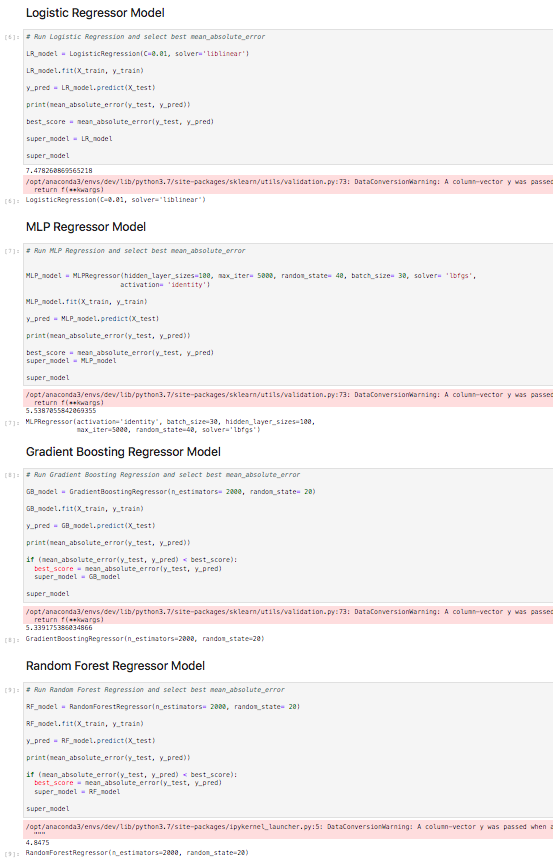 Logistic Regressor Model
[6]: # Run Logistic Regression and select best mean_absolute_error
LR_model = LogisticRegression(C=0.01, solver='liblinear')
LR_model.fit(X_train, y_train)
y_pred = LR_model.predict(X_test)
print(mean_absolute_error(y_test, y_pred))
best_score = mean_absolute_error(y_test, y_pred)
super_model = LR_model
super_model
7.478260869565218
/opt/anaconda3/envs/dev/lib/python3.7/site-packages/sklearn/utils/validation.py:73: DataConversionWarning: A column-vector y was passed
return f(**kwargs)
[6]: LogisticRegression(C=0.01, solver='liblinear')
MLP Regressor Model
[7]: # Run MLP Regression and select best mean_absolute_error
MLP_model = MLPRegressor(hidden_layer_sizes=100, max_iter= 5000, random_state= 40, batch_size= 30, solver= 'lbfgs',
activation= 'identity')
MLP_model.fit(X_train, y_train)
y_pred = MLP_model.predict(X_test)
print(mean_absolute_error(y_test, y_pred))
best_score = mean_absolute_error(y_test, y_pred)
super_model = MLP_model
super_model
/opt/anaconda3/envs/dev/lib/python3.7/site-packages/sklearn/utils/validation.py:73: DataConversionWarning: A column-vector y was passed
return f(**kwargs)
5.5387055842069355
[7]: MLPRegressor(activation='identity', batch_size=30, hidden_layer_sizes=100,
max_iter=5000, random_state=40, solver='lbfgs')
Gradient Boosting Regressor Model
[8]: # Run Gradient Boosting Regression and select best mean_absolute_error
GB_model = GradientBoostingRegressor(n_estimators= 2000, random_state= 20)
GB_model.fit(X_train, y_train)
y_pred = GB_model.predict(X_test)
print(mean_absolute_error(y_test, y_pred))
if (mean_absolute_error(y_test, y_pred) < best_score):
best_score = mean_absolute_error(y_test, y_pred)
super_model = GB_model
super_model
/opt/anaconda3/envs/dev/lib/python3.7/site-packages/sklearn/utils/validation.py:73: DataConversionWarning: A column-vector y was passed
return f(**kwargs)
5.339175386034866
[8]: GradientBoostingRegressor(n_estimators=2000, random_state=20)
Random Forest Regressor Model
[9]: # Run Random Forest Regression and select best mean_absolute_error
RF_model = RandomForestRegressor(n_estimators= 2000, random_state= 20)
RF_model.fit(X_train, y_train)
y_pred = RF_model.predict(X_test)
print(mean_absolute_error(y_test, y_pred))
if (mean_absolute_error(y_test, y_pred) < best_score):
best_score = mean_absolute_error(y_test, y_pred)
super_model = RF_model
super_model
/opt/anaconda3/envs/dev/lib/python3.7/site-packages/ipykernel_launcher.py:5: DataConversionWarning: A column-vector y was passed when a
"""
4.8475
[9]: RandomForestRegressor(n_estimators=2000, random_state=20)